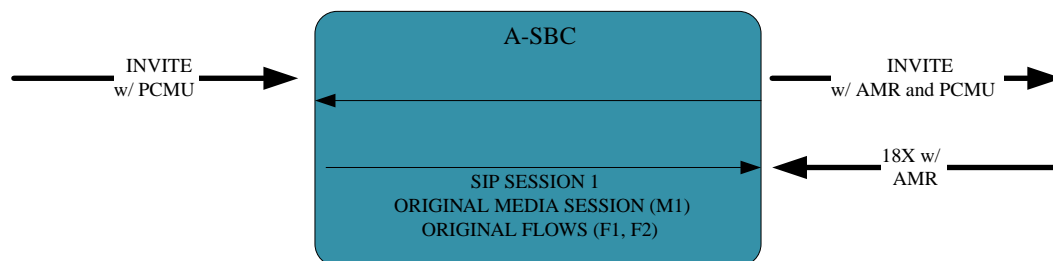 A-SBC
INVITE
w/ PCMU
INVITE
w/ AMR and PCMU
18X w/
AMR
SIP SESSION 1
ORIGINAL MEDIA SESSION (M1)
ORIGINAL FLOWS (F1, F2)